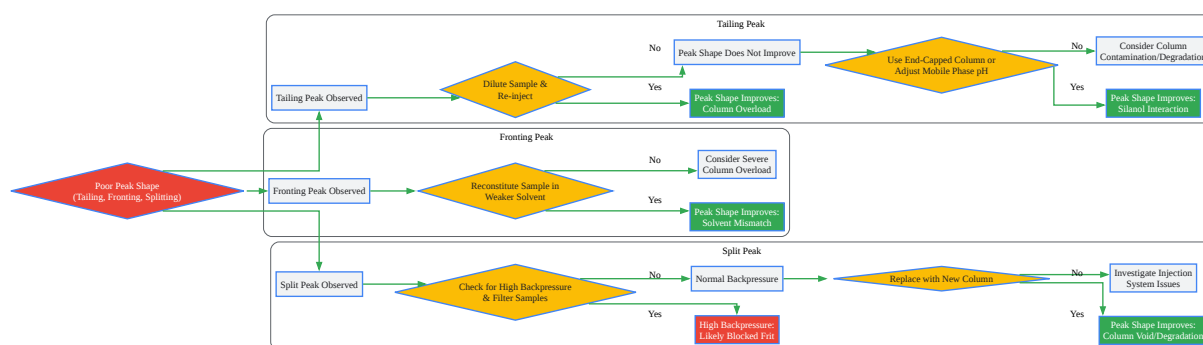 Tailing Peak
No
Peak Shape Does Not Improve
Use End-Capped Column or
Adjust Mobile Phase pH
No
Consider Column
Contamination/Degradation
Dilute Sample &
Re-inject
Tailing Peak Observed
Yes
Peak Shape Improves:
Column Overload
Yes
Peak Shape Improves:
Silanol Interaction
Fronting Peak
Poor Peak Shape
(Tailing, Fronting, Splitting)
Fronting Peak Observed
Reconstitute Sample in
Weaker Solvent
No
Consider Severe
Column Overload
Yes
Peak Shape Improves:
Solvent Mismatch
Split Peak
Split Peak Observed
Check for High Backpressure
& Filter Samples
No
Normal Backpressure
Replace with New Column
No
Investigate Injection
System Issues
Yes
High Backpressure:
Likely Blocked Frit
Yes
Peak Shape Improves:
Column Void/Degradation